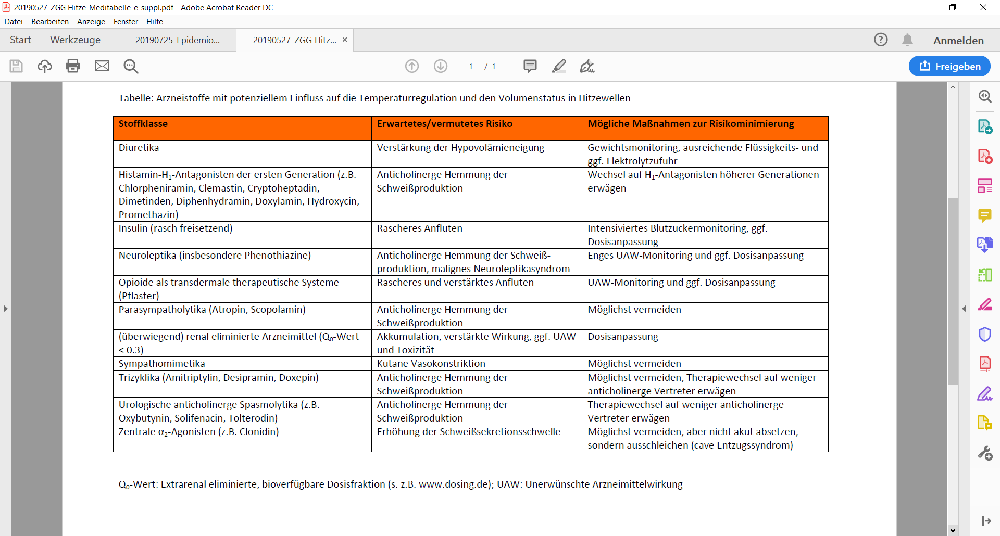 20190527_ZGG Hitze_Meditabelle_e-suppl.pdf - Adobe Acrobat Reader DC
Datei Bearbeiten Anzeige Fenster Hilfe
Start Werkzeuge 20190725_Epidemio... 20190527_ZGG Hitz... × Anmelden
1 / 1 Freigeben
Tabelle: Arzneistoffe mit potenziellem Einfluss auf die Temperaturregulation und den Volumenstatus in Hitzewellen
Stoffklasse
Erwartetes/vermutetes Risiko
Mögliche Maßnahmen zur Risikominimierung
Diuretika
Verstärkung der Hypovolämieneigung
Gewichtsmonitoring, ausreichende Flüssigkeits- und
ggf. Elektrolytzufuhr
Histamin-H₁-Antagonisten der ersten Generation (z.B.
Chlorpheniramin, Clemastin, Cryptoheptadin,
Dimetinden, Diphenhydramin, Doxylamin, Hydroxycin,
Promethazin)
Anticholinerge Hemmung der
Schweißproduktion
Wechsel auf H₁-Antagonisten höherer Generationen
erwägen
Insulin (rasch freisetzend)
Rascheres Anfluten
Intensiviertes Blutzuckermonitoring, ggf.
Dosisanpassung
Neuroleptika (insbesondere Phenothiazine)
Anticholinerge Hemmung der Schweiß-
produktion, malignes Neuroleptikasyndrom
Enges UAW-Monitoring und ggf. Dosisanpassung
Opioide als transdermale therapeutische Systeme
(Pflaster)
Rascheres und verstärktes Anfluten
UAW-Monitoring und ggf. Dosisanpassung
Parasympatholytika (Atropin, Scopolamin)
Anticholinerge Hemmung der
Schweißproduktion
Möglichst vermeiden
(überwiegend) renal eliminierte Arzneimittel (Q₀-Wert
< 0.3)
Akkumulation, verstärkte Wirkung, ggf. UAW
und Toxizität
Dosisanpassung
Sympathomimetika
Kutane Vasokonstriktion
Möglichst vermeiden
Trizyklika (Amitriptylin, Desipramin, Doxepin)
Anticholinerge Hemmung der
Schweißproduktion
Möglichst vermeiden, Therapiewechsel auf weniger
anticholinerge Vertreter erwägen
Urologische anticholinerge Spasmolytika (z.B.
Oxybutynin, Solifenacin, Tolterodin)
Anticholinerge Hemmung der
Schweißproduktion
Therapiewechsel auf weniger anticholinerge
Vertreter erwägen
Zentrale α₂-Agonisten (z.B. Clonidin)
Erhöhung der Schweißsekretionsschwelle
Möglichst vermeiden, aber nicht akut absetzen,
sondern ausschleichen (cave Entzugssyndrom)
Q₀-Wert: Extrarenal eliminierte, bioverfügbare Dosisfraktion (s. z.B. www.dosing.de); UAW: Unerwünschte Arzneimittelwirkung